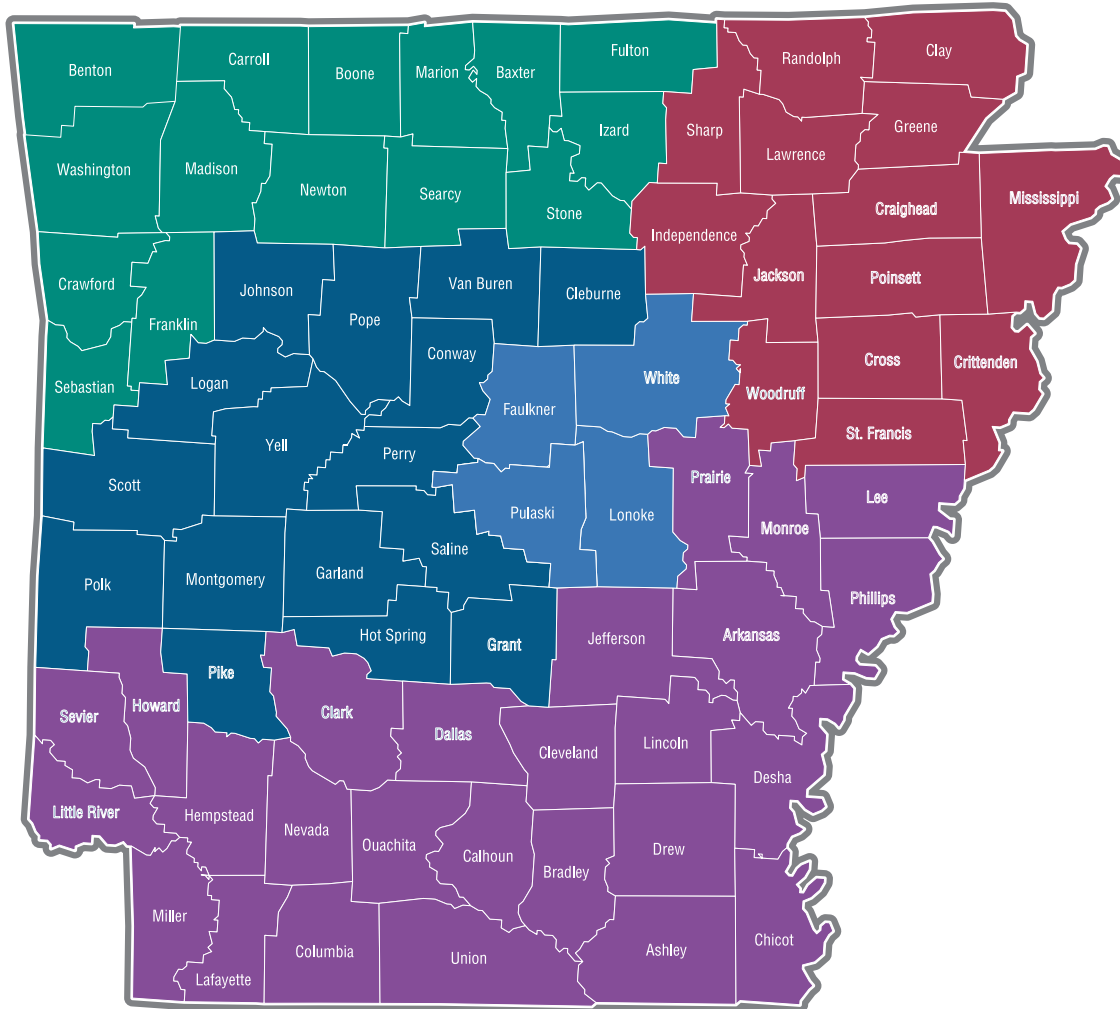 Fulton
Clay
Carroll
Randolph
Benton
Boone
Marion
Baxter
Izard
Sharp
Greene
Lawrence
Washington
Madison
Newton
Searcy
Mississippi
Stone
Craighead
Independence
Jackson
Poinsett
Crawford
Johnson
Van Buren
Cleburne
Pope
Franklin
Conway
Cross
Crittenden
White
Logan
Sebastian
Woodruff
Faulkner
St. Francis
Yell
Perry
Prairie
Scott
Lee
Pulaski
Lonoke
Monroe
Saline
Garland
Montgomery
Polk
Phillips
Hot Spring
Jefferson
Arkansas
Grant
Pike
Howard
Clark
Sevier
Dallas
Lincoln
Cleveland
Desha
Little River
Hempstead
Nevada
Ouachita
Drew
Calhoun
Bradley
Miller
Chicot
Columbia
Union
Ashley
Lafayette